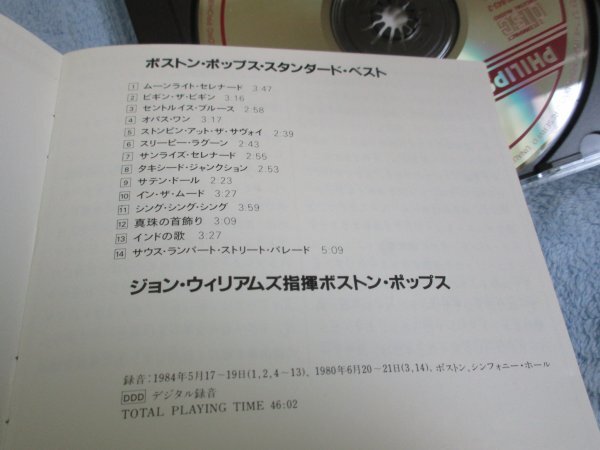 ボストン・ポップス・スタンダード・ベスト
1 ムーンライト・セレナード 3:47
2 ビギン・ザ・ビギン 3:16
3 セントルイス・ブルース 2:58
4 オパス・ワン 3:17
5 ストンピン・アット・ザ・サヴォイ 2:39
6 スリーピー・ラグーン 2:43
7 サンライズ・セレナード 2:55
8 タキシード・ジャンクション 2:53
9 サテン・ドール 2:23
10 イン・ザ・ムード 3:27
11 シング・シング・シング 3:59
12 真珠の首飾り 3:09
13 インドの歌 3:27
14 サウス・ランパート・ストリート・パレード 5:09
ジョン・ウィリアムズ指揮ボストン・ポップス
録音:1984年5月17〜19日(1,2,4〜13)、1980年6月20〜21日(3,14)、ボストン、シンフォニー・ホール
DDD デジタル録音
TOTAL PLAYING TIME 46:02
PHILIP